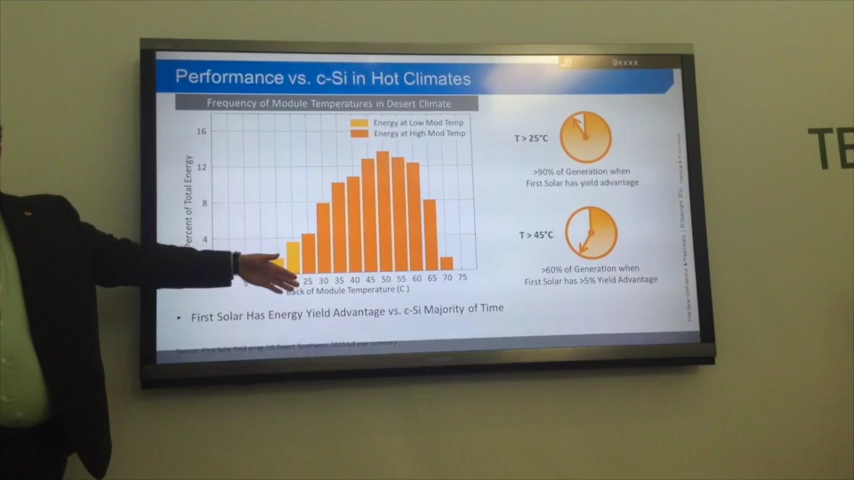 9xxxx
Performance vs. c-Si in Hot Climates
Frequency of Module Temperatures in Desert Climate
Energy at Low Mod Temp
Energy at High Mod Temp
Percent of Total Energy
16
12
8
4
25 30 35 40 45 50 55 60 65 70 75
Back of Module Temperature (C)
T > 25°C
>90% of Generation when
First Solar has yield advantage
T > 45°C
>60% of Generation when
First Solar has >5% Yield Advantage
• First Solar Has Energy Yield Advantage vs. c-Si Majority of Time
TE